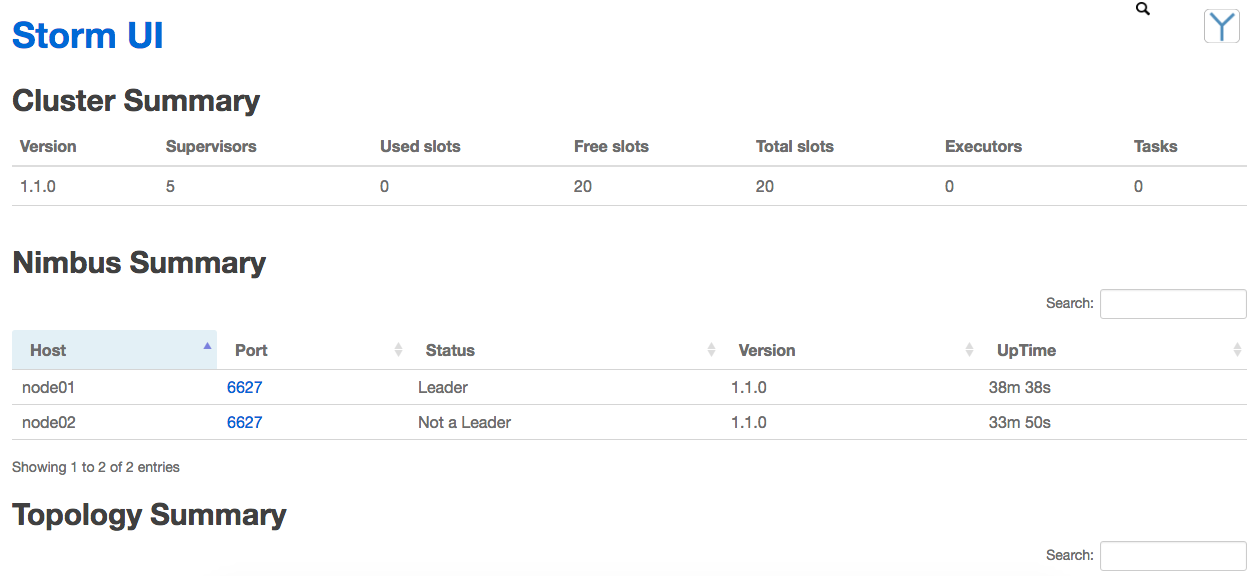 Storm UI
Cluster Summary
Version Supervisors Used slots Free slots Total slots Executors Tasks
1.1.0 5 0 20 20 0 0
Nimbus Summary
Search:
Host Port Status Version UpTime
node01 6627 Leader 1.1.0 38m 38s
node02 6627 Not a Leader 1.1.0 33m 50s
Showing 1 to 2 of 2 entries
Topology Summary
Search: